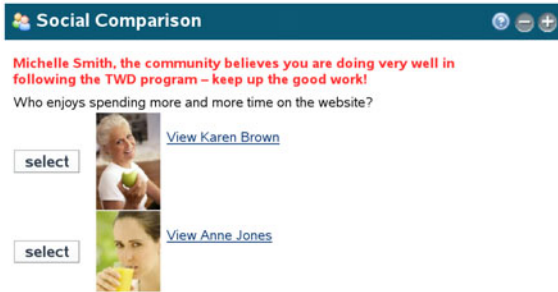 Social Comparison
Michelle Smith, the community believes you are doing very well in
following the TWD program – keep up the good work!
Who enjoys spending more and more time on the website?
View Karen Brown
select
View Anne Jones
select